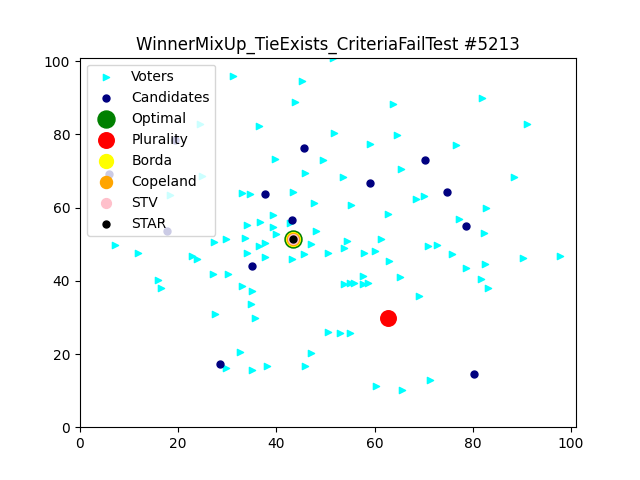 WinnerMixUp_TieExists_CriteriaFailTest #5213
Voters
Candidates
Optimal
Plurality
Borda
Copeland
STV
STAR
100
80
60
40
20
0
0 20 40 60 80 100